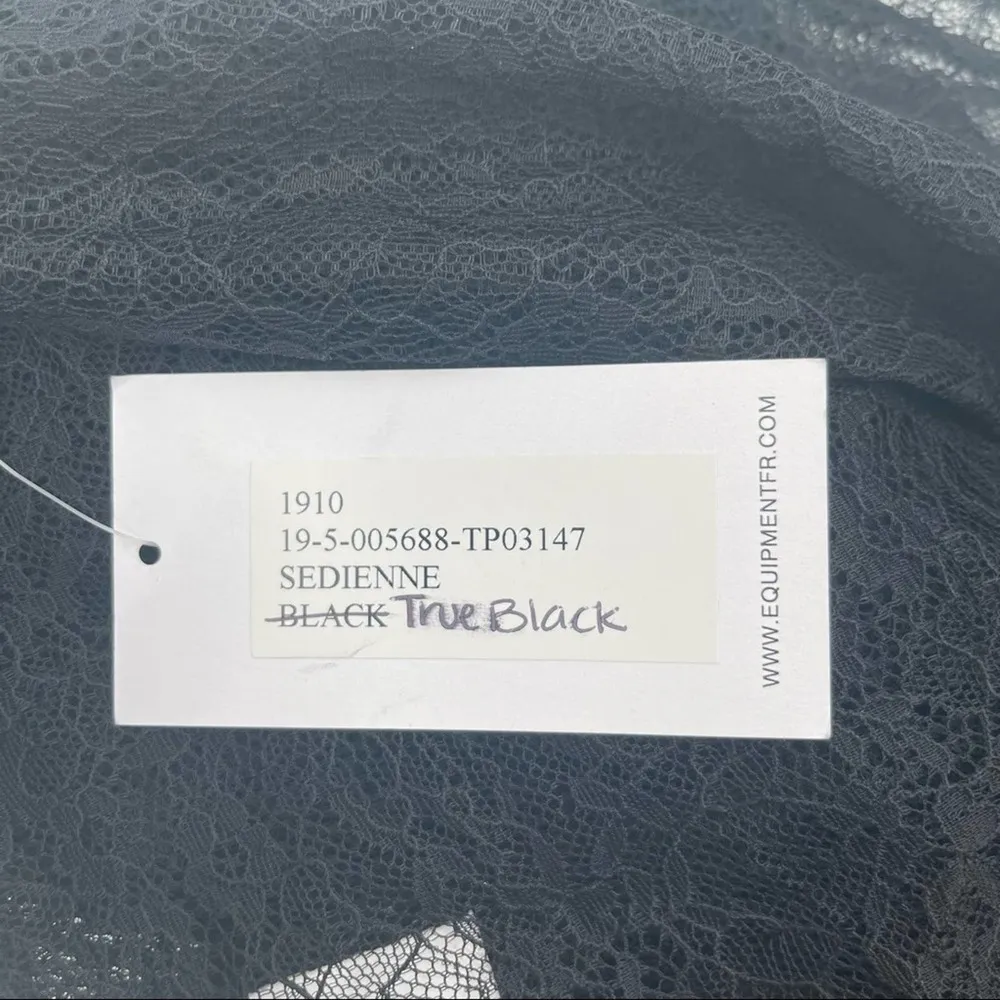 1910
19-5-005688-TP03147
SEDIENNE
BLACK True Black
WWW.EQUIPMENTFR.COM